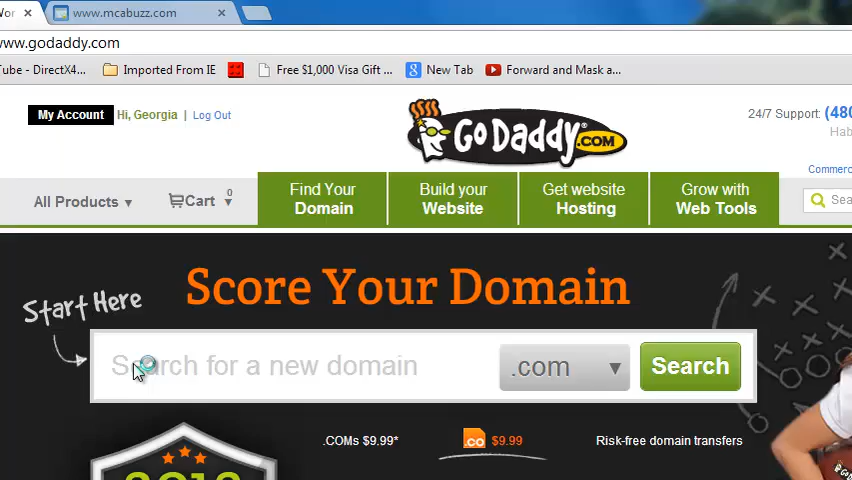 www.mcabuzz.com
www.godaddy.com
Tube - DirectX4... Imported From IE Free $1,000 Visa Gift ... New Tab Forward and Mask a...
My Account Hi, Georgia | Log Out
GoDaddy.COM
24/7 Support: (480
All Products Cart 0
Find Your Domain
Build your Website
Get website Hosting
Grow with Web Tools
Score Your Domain
Start Here
Search for a new domain .com Search
.COMs $9.99* .co $9.99 Risk-free domain transfers